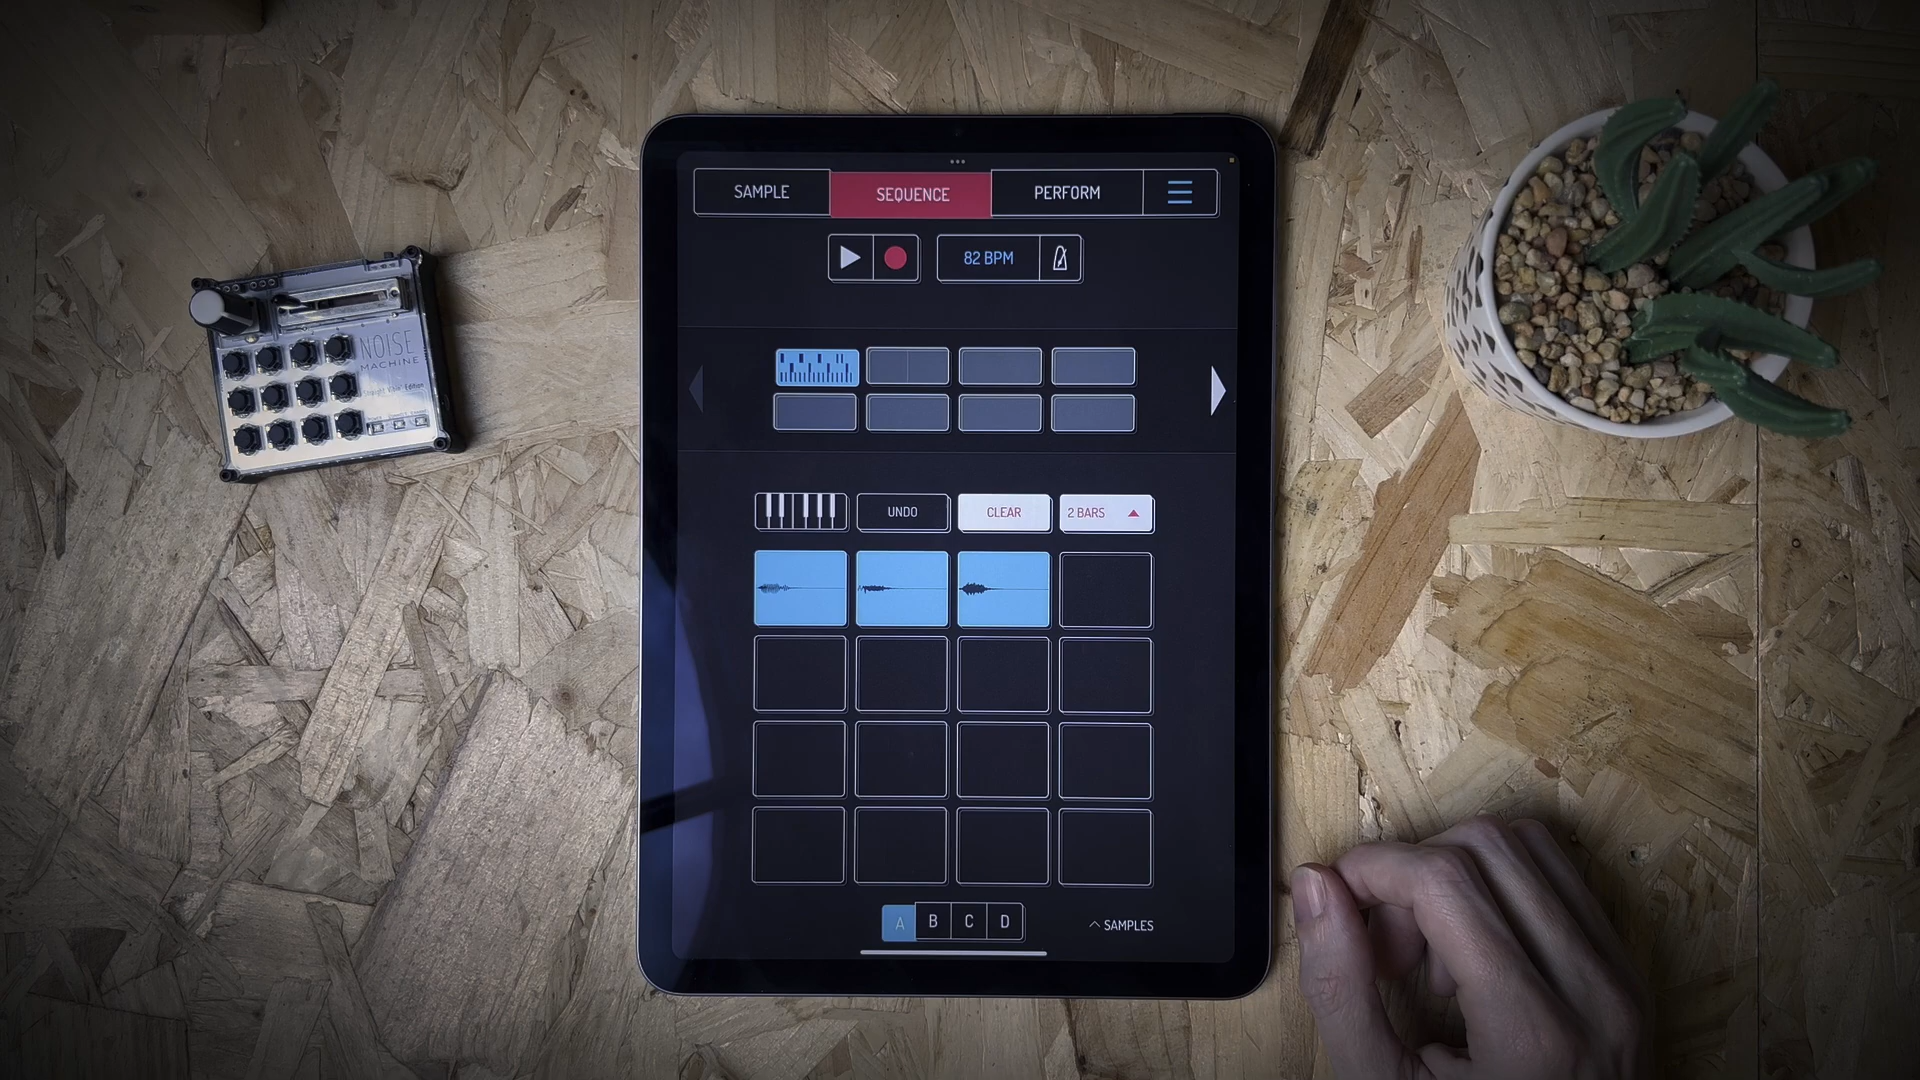 SAMPLE
SEQUENCE
PERFORM
82 BPM
NOISE
MACHINE
UNDO
CLEAR
2 BARS
A
B
C
D
SAMPLES